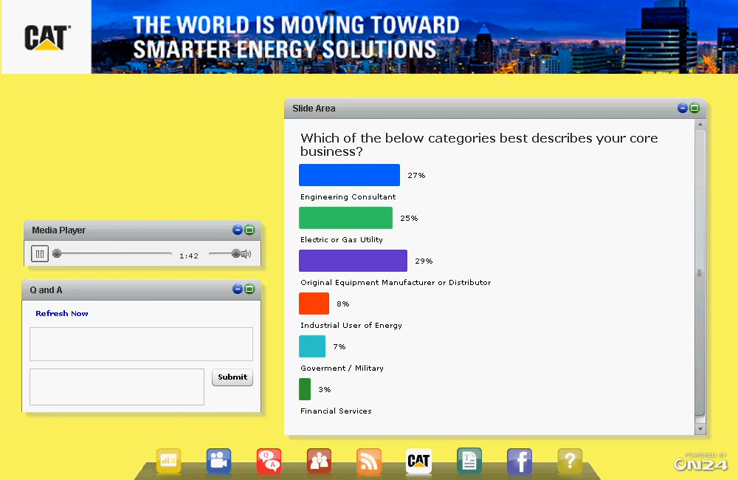 CAT
THE WORLD IS MOVING TOWARD
SMARTER ENERGY SOLUTIONS
Slide Area
Which of the below categories best describes your core
business?
27%
Engineering Consultant
25%
Electric or Gas Utility
29%
Original Equipment Manufacturer or Distributor
8%
Industrial User of Energy
7%
Goverment / Military
3%
Financial Services
Media Player
1:42
Q and A
Refresh Now
Submit
Q
A
CAT
f
?
POWERED BY
ON24